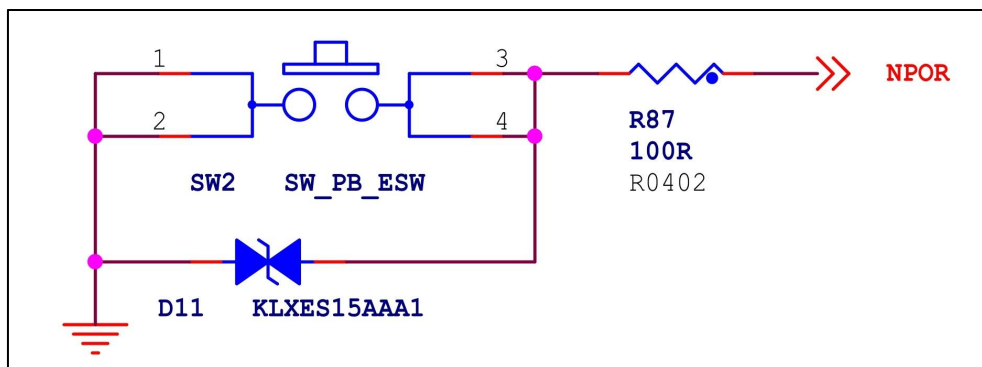 1
3
NPOR
2
4
R87
100R
R0402
SW2
SW_PB_ESW
D11
KLXES15AAA1